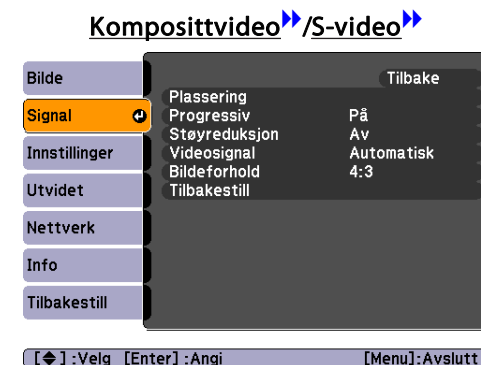 Komposittvideo/S-video
Bilde
Signal
Innstillinger
Utvidet
Nettverk
Info
Tilbakestill
Tilbake
Plassering
Progressiv På
Støyreduksjon Av
Videosignal Automatisk
Bildeforhold 4:3
Tilbakestill
[ ] :Velg [Enter] :Angi [Menu]:Avslutt